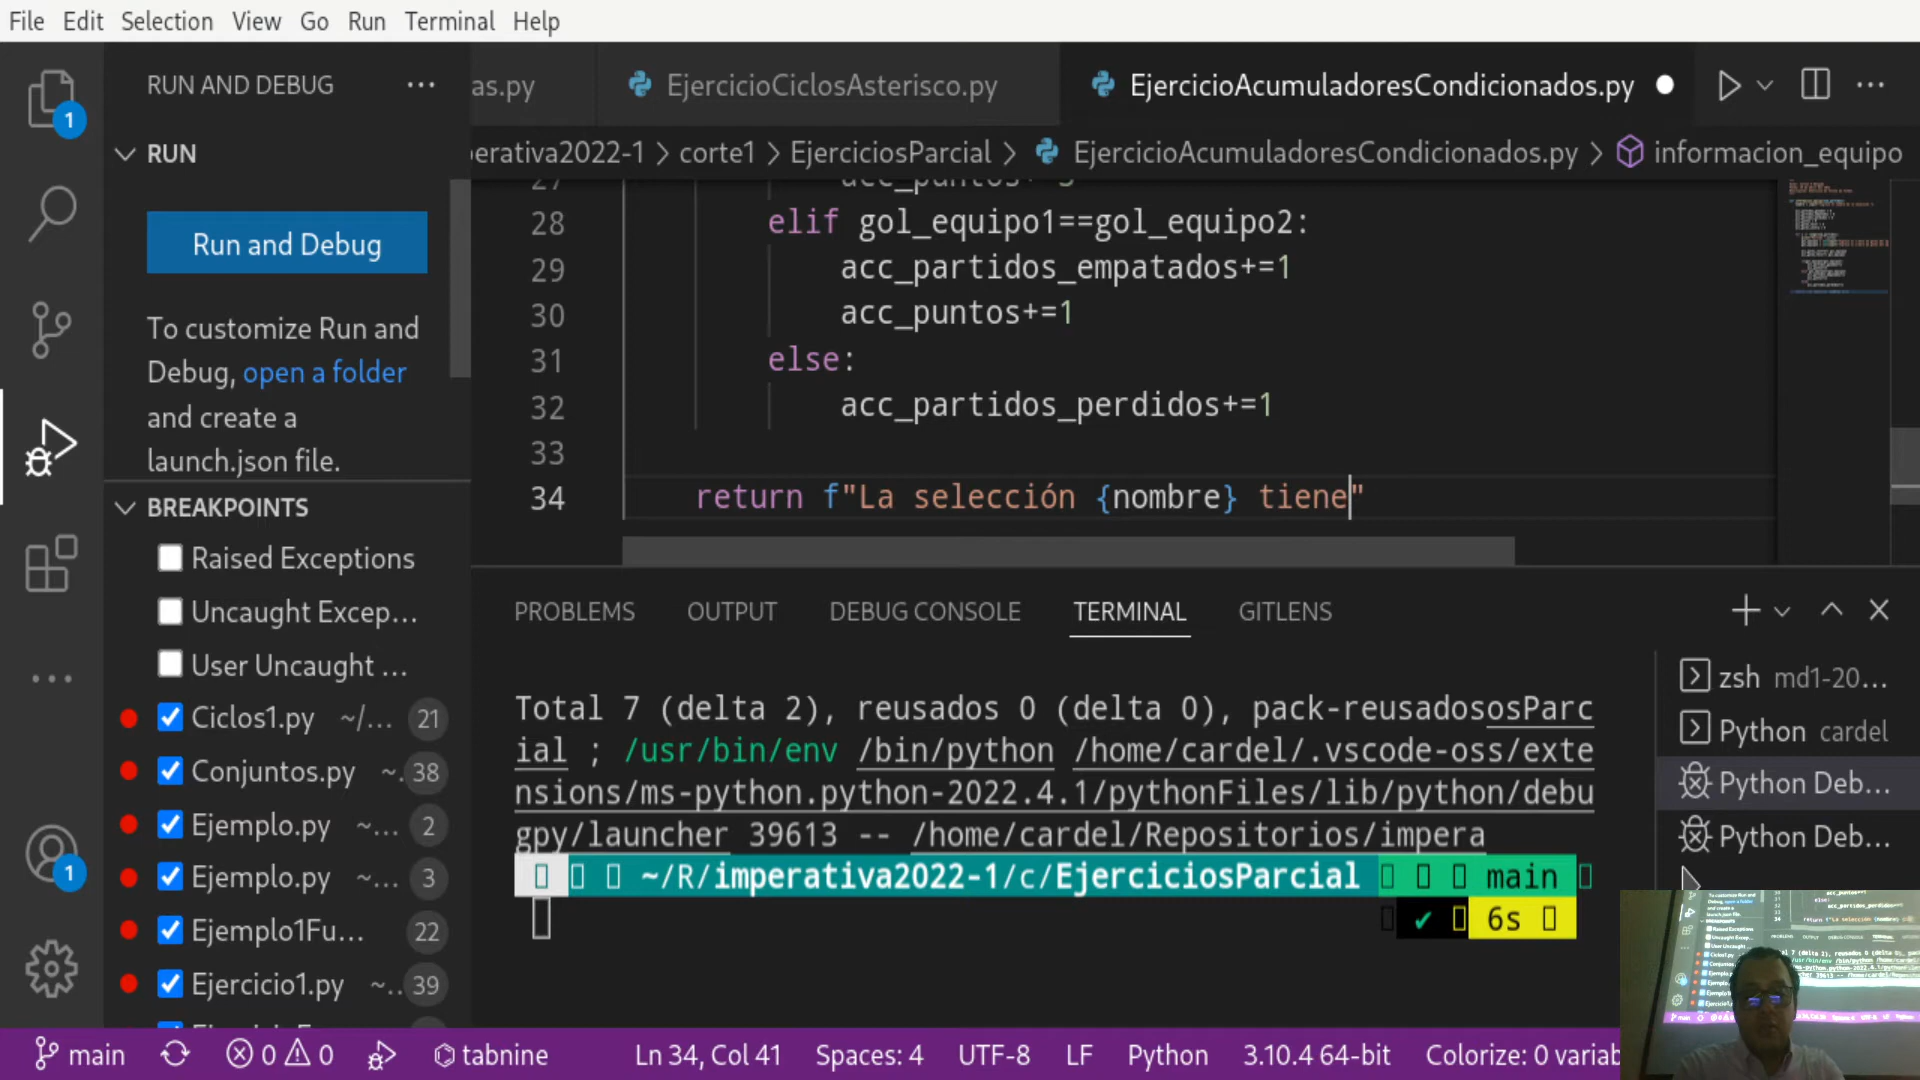 File Edit Selection View Go Run Terminal Help
RUN AND DEBUG ...
as.py
EjercicioCiclosAsterisco.py
EjercicioAcumuladoresCondicionados.py
RUN
perativa2022-1 > corte1 > EjerciciosParcial > EjercicioAcumuladoresCondicionados.py > informacion_equipo
Run and Debug
To customize Run and
Debug, open a folder
and create a
launch.json file.
27 acc_puntos+=3
28 elif gol_equipo1==gol_equipo2:
29 acc_partidos_empatados+=1
30 acc_puntos+=1
31 else:
32 acc_partidos_perdidos+=1
33
34 return f"La selección {nombre} tiene"
BREAKPOINTS
Raised Exceptions
Uncaught Excep...
User Uncaught ...
Ciclos1.py ~/... 21
Conjuntos.py ~. 38
Ejemplo.py ~... 2
Ejemplo.py ~... 3
Ejemplo1Fu... 22
Ejercicio1.py ~.. 39
PROBLEMS OUTPUT DEBUG CONSOLE TERMINAL GITLENS
Total 7 (delta 2), reusados 0 (delta 0), pack-reusadososParc
ial ; /usr/bin/env /bin/python /home/cardel/.vscode-oss/exte
nsions/ms-python.python-2022.4.1/pythonFiles/lib/python/debu
gpy/launcher 39613 -- /home/cardel/Repositorios/impera
~/R/imperativa2022-1/c/EjerciciosParcial main
✔ 6s
zsh md1-20...
Python cardel
Python Deb...
Python Deb...
1
1
main 0 0 tabnine Ln 34, Col 41 Spaces: 4 UTF-8 LF Python 3.10.4 64-bit Colorize: 0 variab